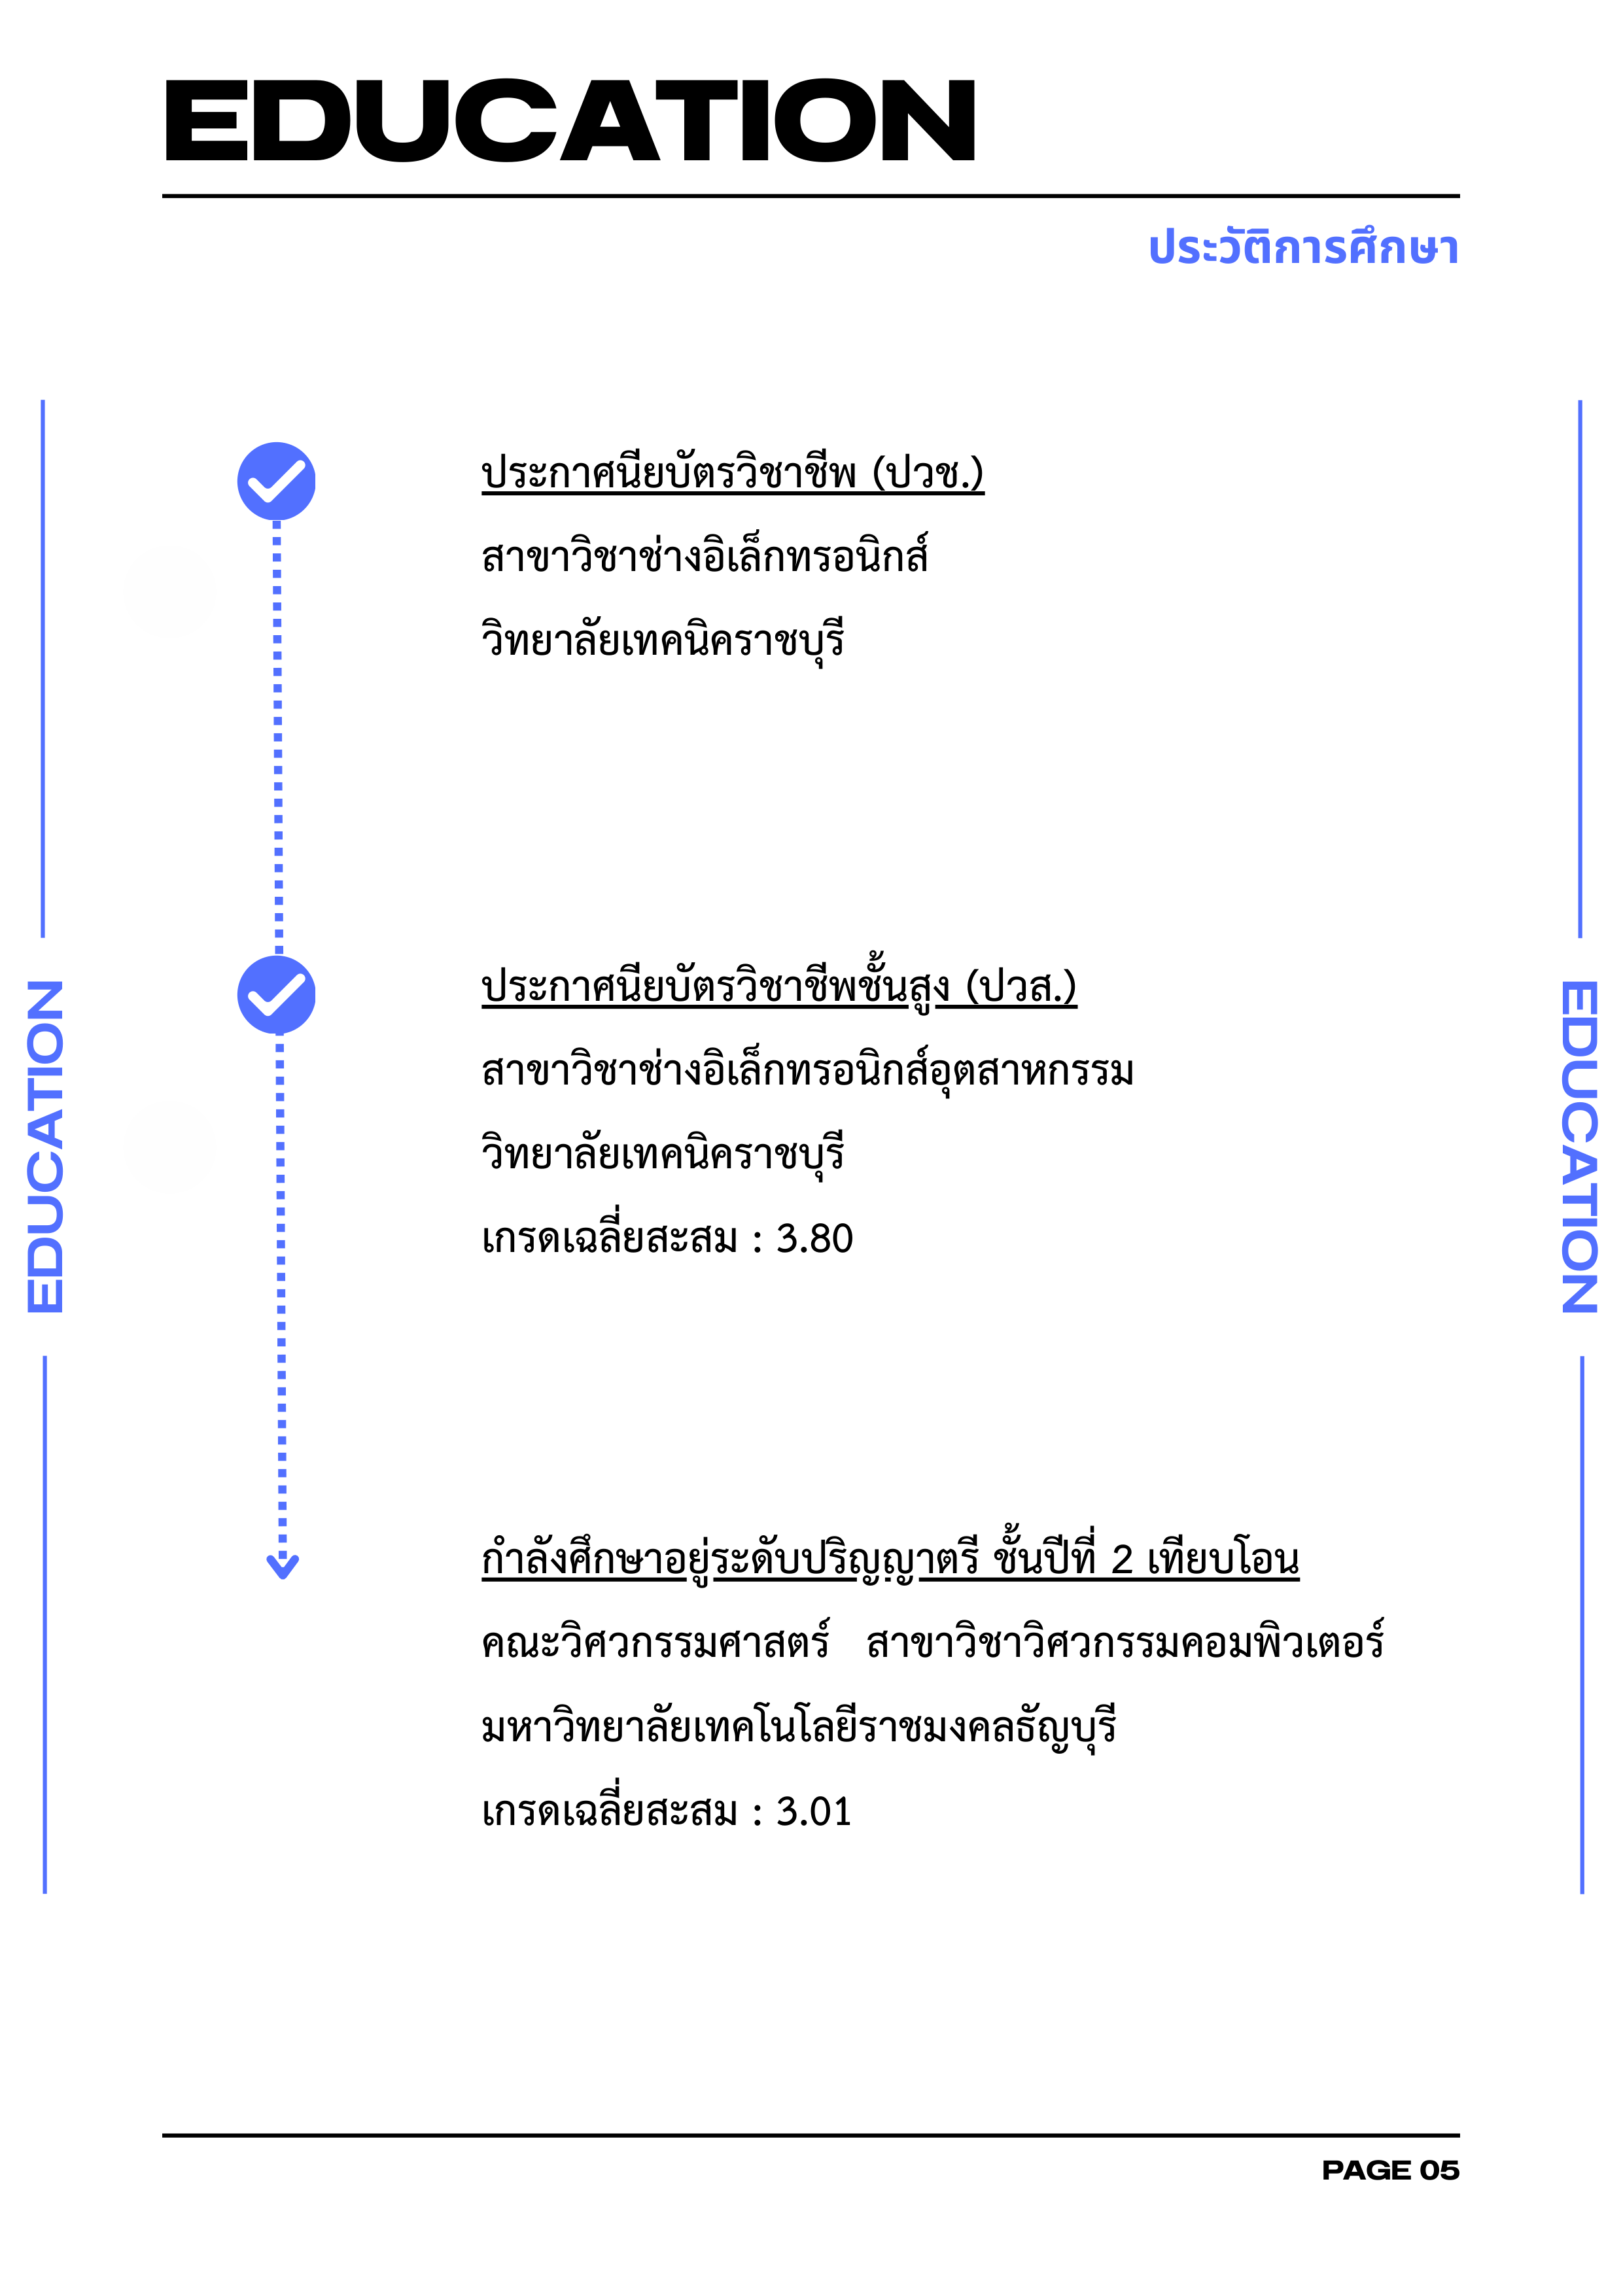 EDUCATION
ประวัติการศึกษา
ประกาศนียบัตรวิชาชีพ (ปวช.)
สาขาวิชาช่างอิเล็กทรอนิกส์
วิทยาลัยเทคนิคราชบุรี
ประกาศนียบัตรวิชาชีพชั้นสูง (ปวส.)
สาขาวิชาช่างอิเล็กทรอนิกส์อุตสาหกรรม
วิทยาลัยเทคนิคราชบุรี
เกรดเฉลี่ยสะสม : 3.80
EDUCATION
EDUCATION
กำลังศึกษาอยู่ระดับปริญญาตรี ชั้นปีที่ 2 เทียบโอน
คณะวิศวกรรมศาสตร์ สาขาวิชาวิศวกรรมคอมพิวเตอร์
มหาวิทยาลัยเทคโนโลยีราชมงคลธัญบุรี
เกรดเฉลี่ยสะสม : 3.01
PAGE 05